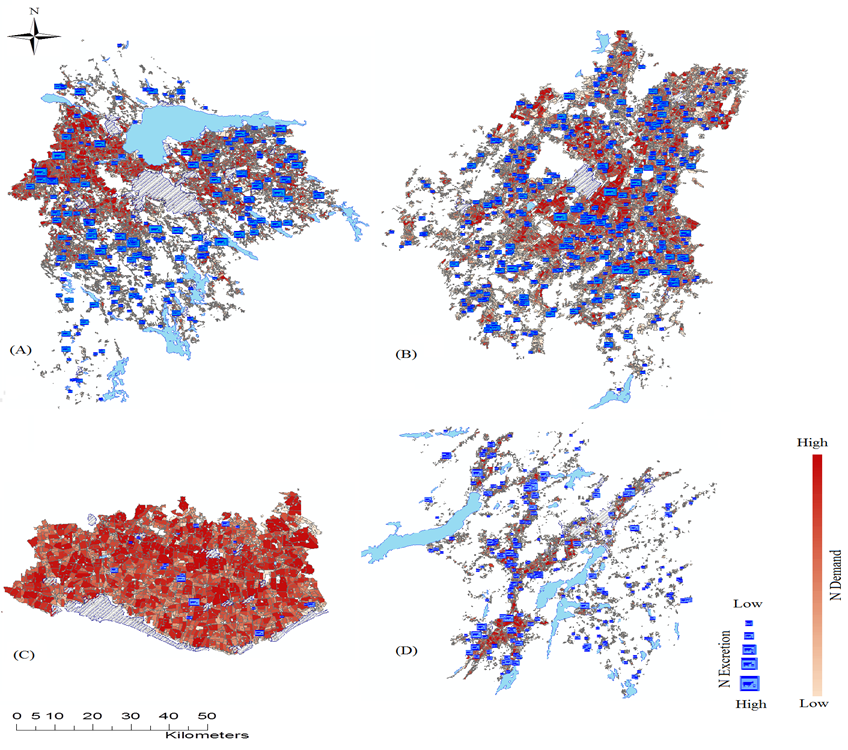 N
(A)
(B)
(C)
(D)
High
N Demand
Low
Low
N Excretion
High
0 5 10 20 30 40 50
Kilometers